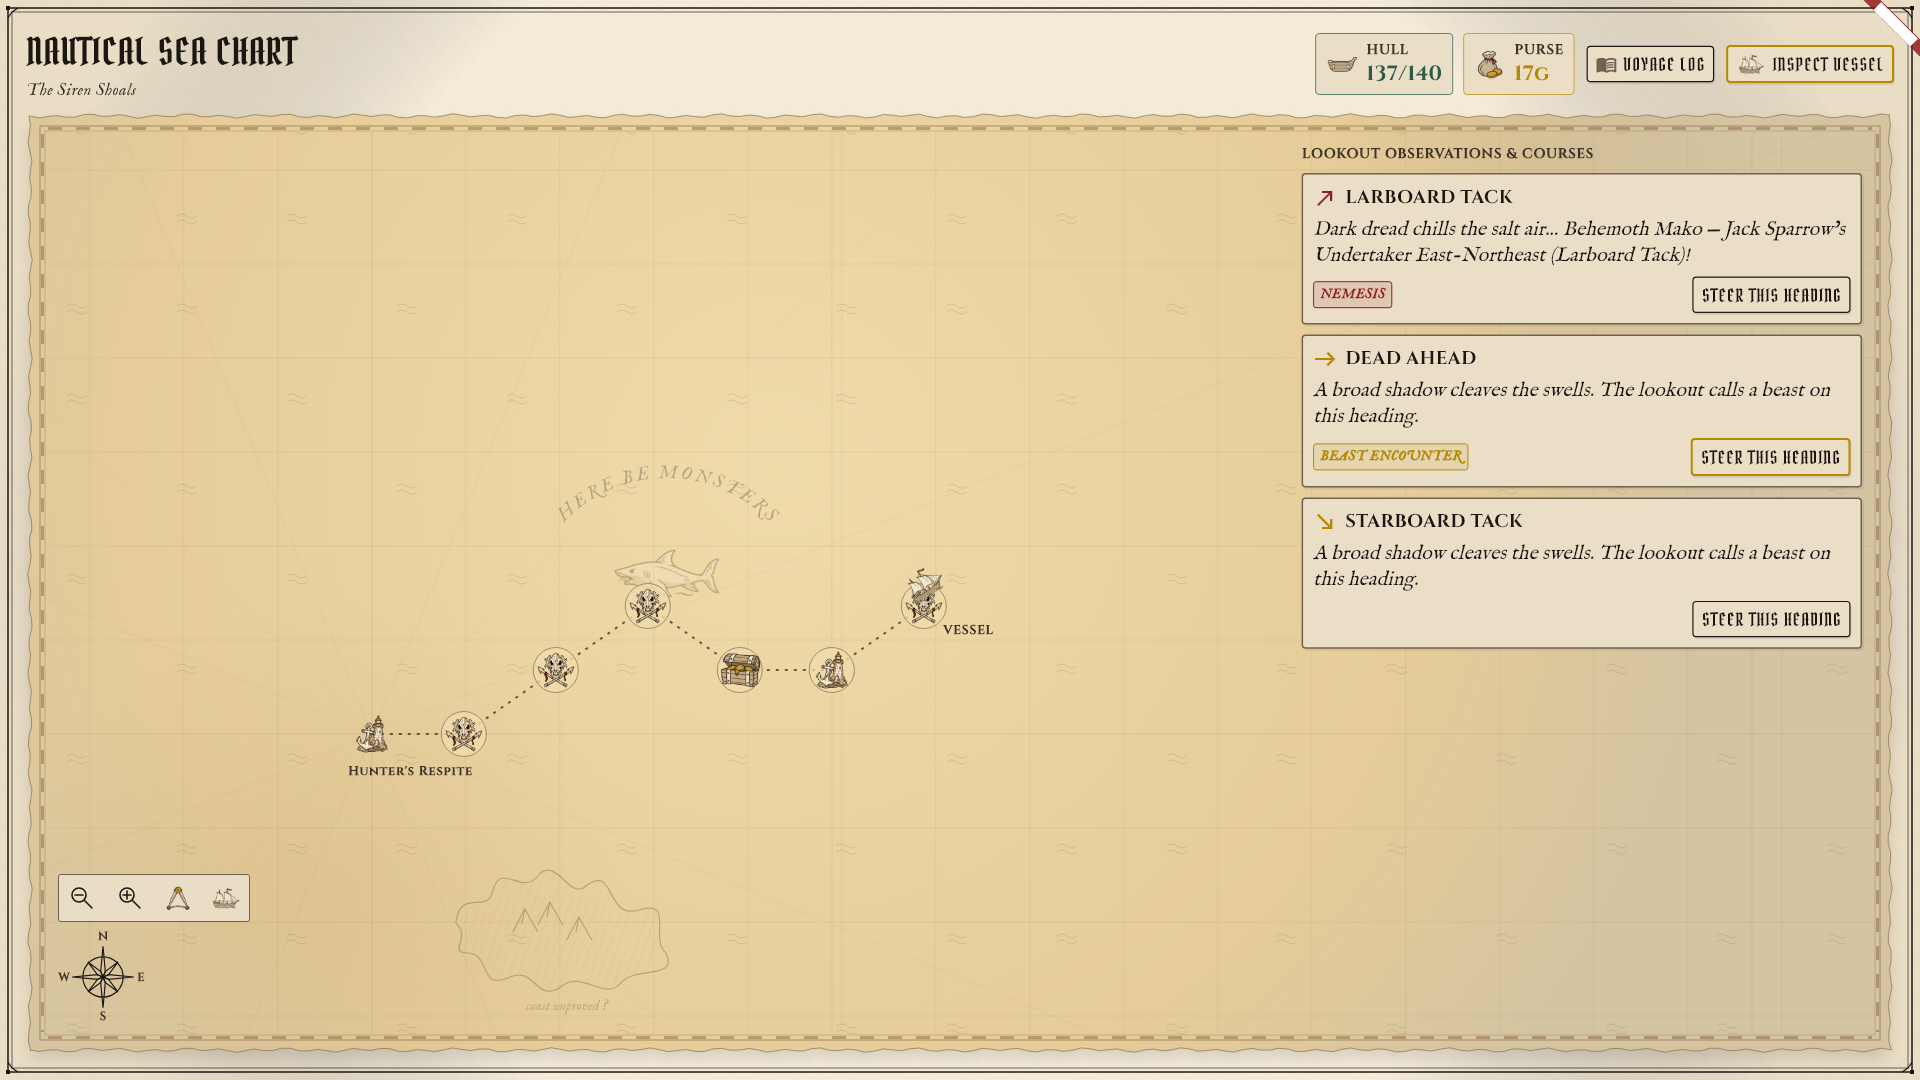 NAUTICAL SEA CHART
The Siren Shoals
HULL
137/140
PURSE
17G
VOYAGE LOG
INSPECT VESSEL
LOOKOUT OBSERVATIONS & COURSES
LARBOARD TACK
Dark dread chills the salt air... Behemoth Mako — Jack Sparrow's
Undertaker East-Northeast (Larboard Tack)!
NEMESIS
STEER THIS HEADING
DEAD AHEAD
A broad shadow cleaves the swells. The lookout calls a beast on
this heading.
BEAST ENCOUNTER
STEER THIS HEADING
STARBOARD TACK
A broad shadow cleaves the swells. The lookout calls a beast on
this heading.
STEER THIS HEADING
HERE BE MONSTERS
VESSEL
HUNTER'S RESPITE
coast unproved ?
N
W
E
S